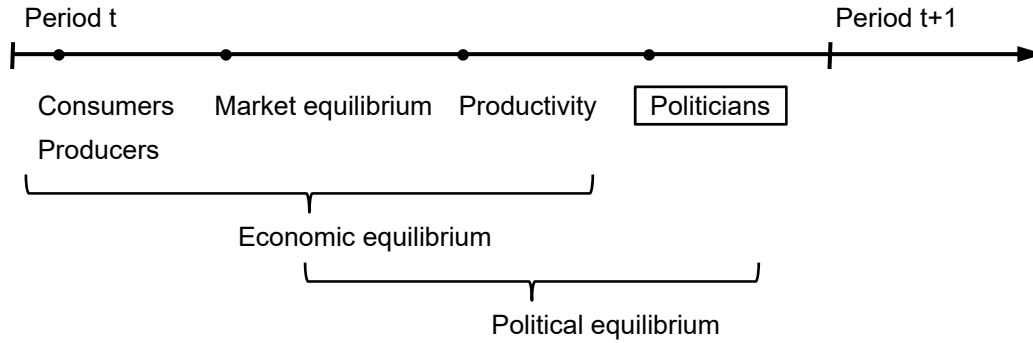 Period t
Period t+1
Consumers
Market equilibrium
Productivity
Politicians
Producers
Economic equilibrium
Political equilibrium